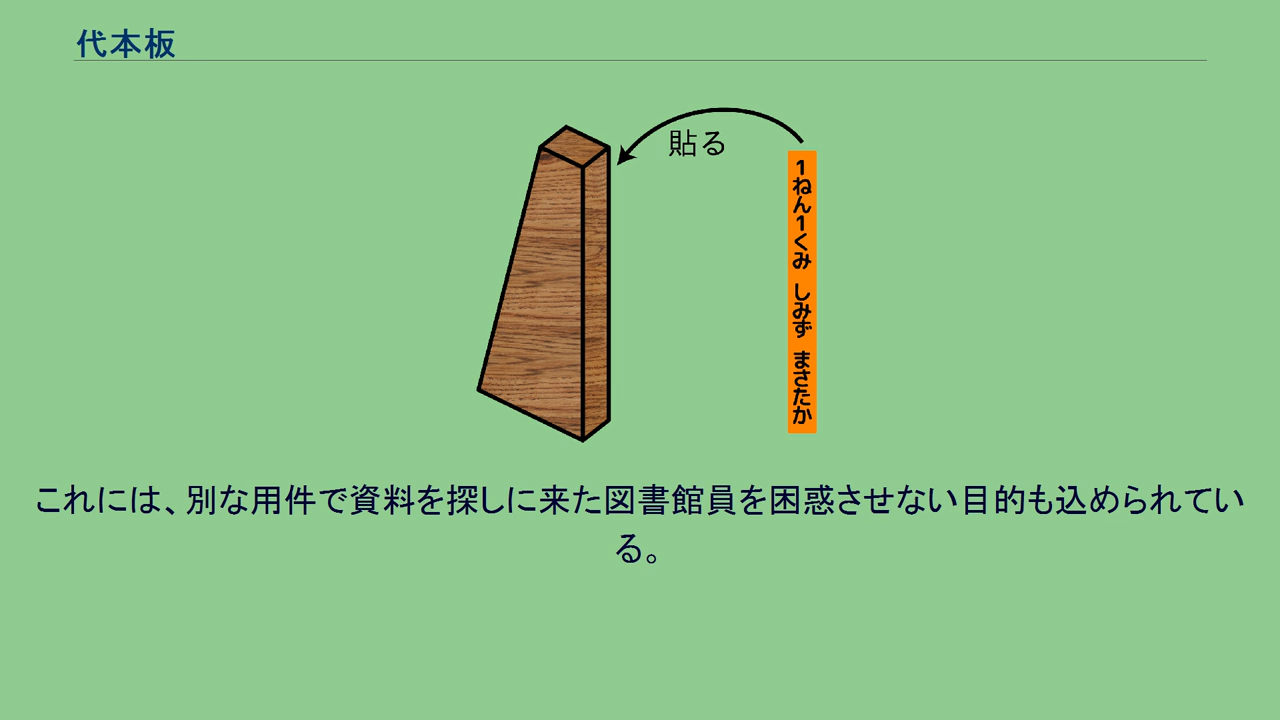 代本板
貼る
1ねん1くみ しみず まさたか
これには、別な用件で資料を探しに来た図書館員を困惑させない目的も込められてい
る。